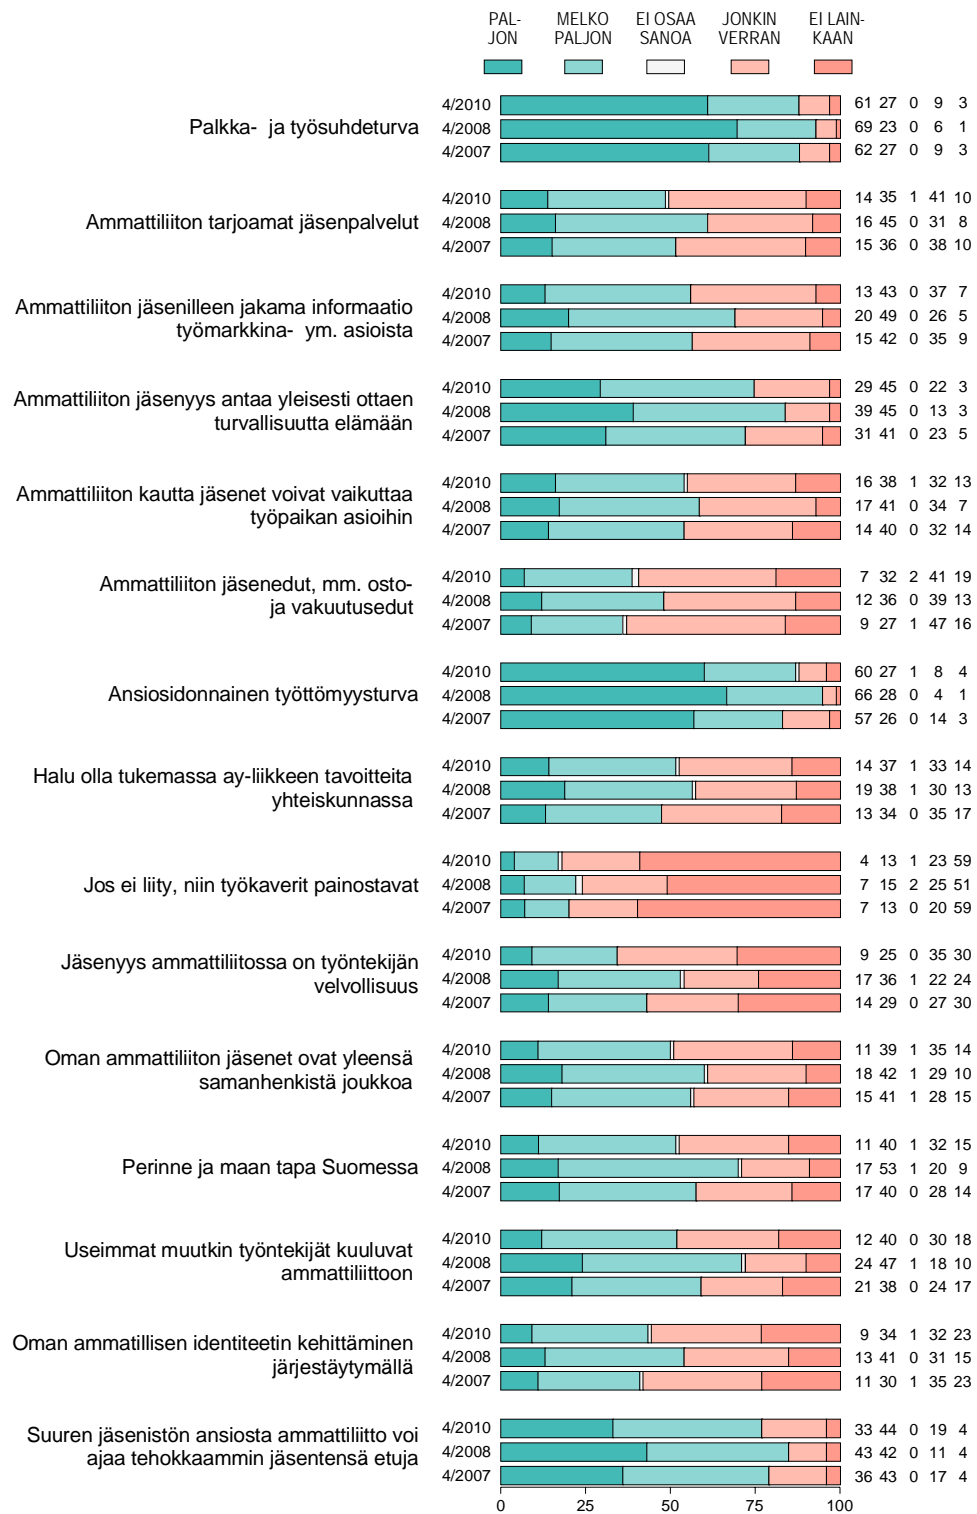 PAL- MELKO EI OSAA JONKIN EI LAIN-
JON PALJON SANOA VERRAN KAAN
4/2010 61 27 0 9 3
Palkka- ja työsuhdeturva 4/2008 69 23 0 6 1
4/2007 62 27 0 9 3
4/2010 14 35 1 41 10
Ammattiliiton tarjoamat jäsenpalvelut 4/2008 16 45 0 31 8
4/2007 15 36 0 38 10
Ammattiliiton jäsenilleen jakama informaatio 4/2010 13 43 0 37 7
työmarkkina- ym. asioista 4/2008 20 49 0 26 5
4/2007 15 42 0 35 9
Ammattiliiton jäsenyys antaa yleisesti ottaen 4/2010 29 45 0 22 3
turvallisuutta elämään 4/2008 39 45 0 13 3
4/2007 31 41 0 23 5
Ammattiliiton kautta jäsenet voivat vaikuttaa 4/2010 16 38 1 32 13
työpaikan asioihin 4/2008 17 41 0 34 7
4/2007 14 40 0 32 14
Ammattiliiton jäsenedut, mm. osto- 4/2010 7 32 2 41 19
ja vakuutusedut 4/2008 12 36 0 39 13
4/2007 9 27 1 47 16
4/2010 60 27 1 8 4
Ansiosidonnainen työttömyysturva 4/2008 66 28 0 4 1
4/2007 57 26 0 14 3
Halu olla tukemassa ay-liikkeen tavoitteita 4/2010 14 37 1 33 14
yhteiskunnassa 4/2008 19 38 1 30 13
4/2007 13 34 0 35 17
4/2010 4 13 1 23 59
Jos ei liity, niin työkaverit painostavat 4/2008 7 15 2 25 51
4/2007 7 13 0 20 59
Jäsenyys ammattiliitossa on työntekijän 4/2010 9 25 0 35 30
velvollisuus 4/2008 17 36 1 22 24
4/2007 14 29 0 27 30
Oman ammattiliiton jäsenet ovat yleensä 4/2010 11 39 1 35 14
samanhenkistä joukkoa 4/2008 18 42 1 29 10
4/2007 15 41 1 28 15
4/2010 11 40 1 32 15
Perinne ja maan tapa Suomessa 4/2008 17 53 1 20 9
4/2007 17 40 0 28 14
Useimmat muutkin työntekijät kuuluvat 4/2010 12 40 0 30 18
ammattiliittoon 4/2008 24 47 1 18 10
4/2007 21 38 0 24 17
Oman ammatillisen identiteetin kehittäminen 4/2010 9 34 1 32 23
järjestäytymällä 4/2008 13 41 0 31 15
4/2007 11 30 1 35 23
Suuren jäsenistön ansiosta ammattiliitto voi 4/2010 33 44 0 19 4
ajaa tehokkaammin jäsentensä etuja 4/2008 43 42 0 11 4
4/2007 36 43 0 17 4
0 25 50 75 100